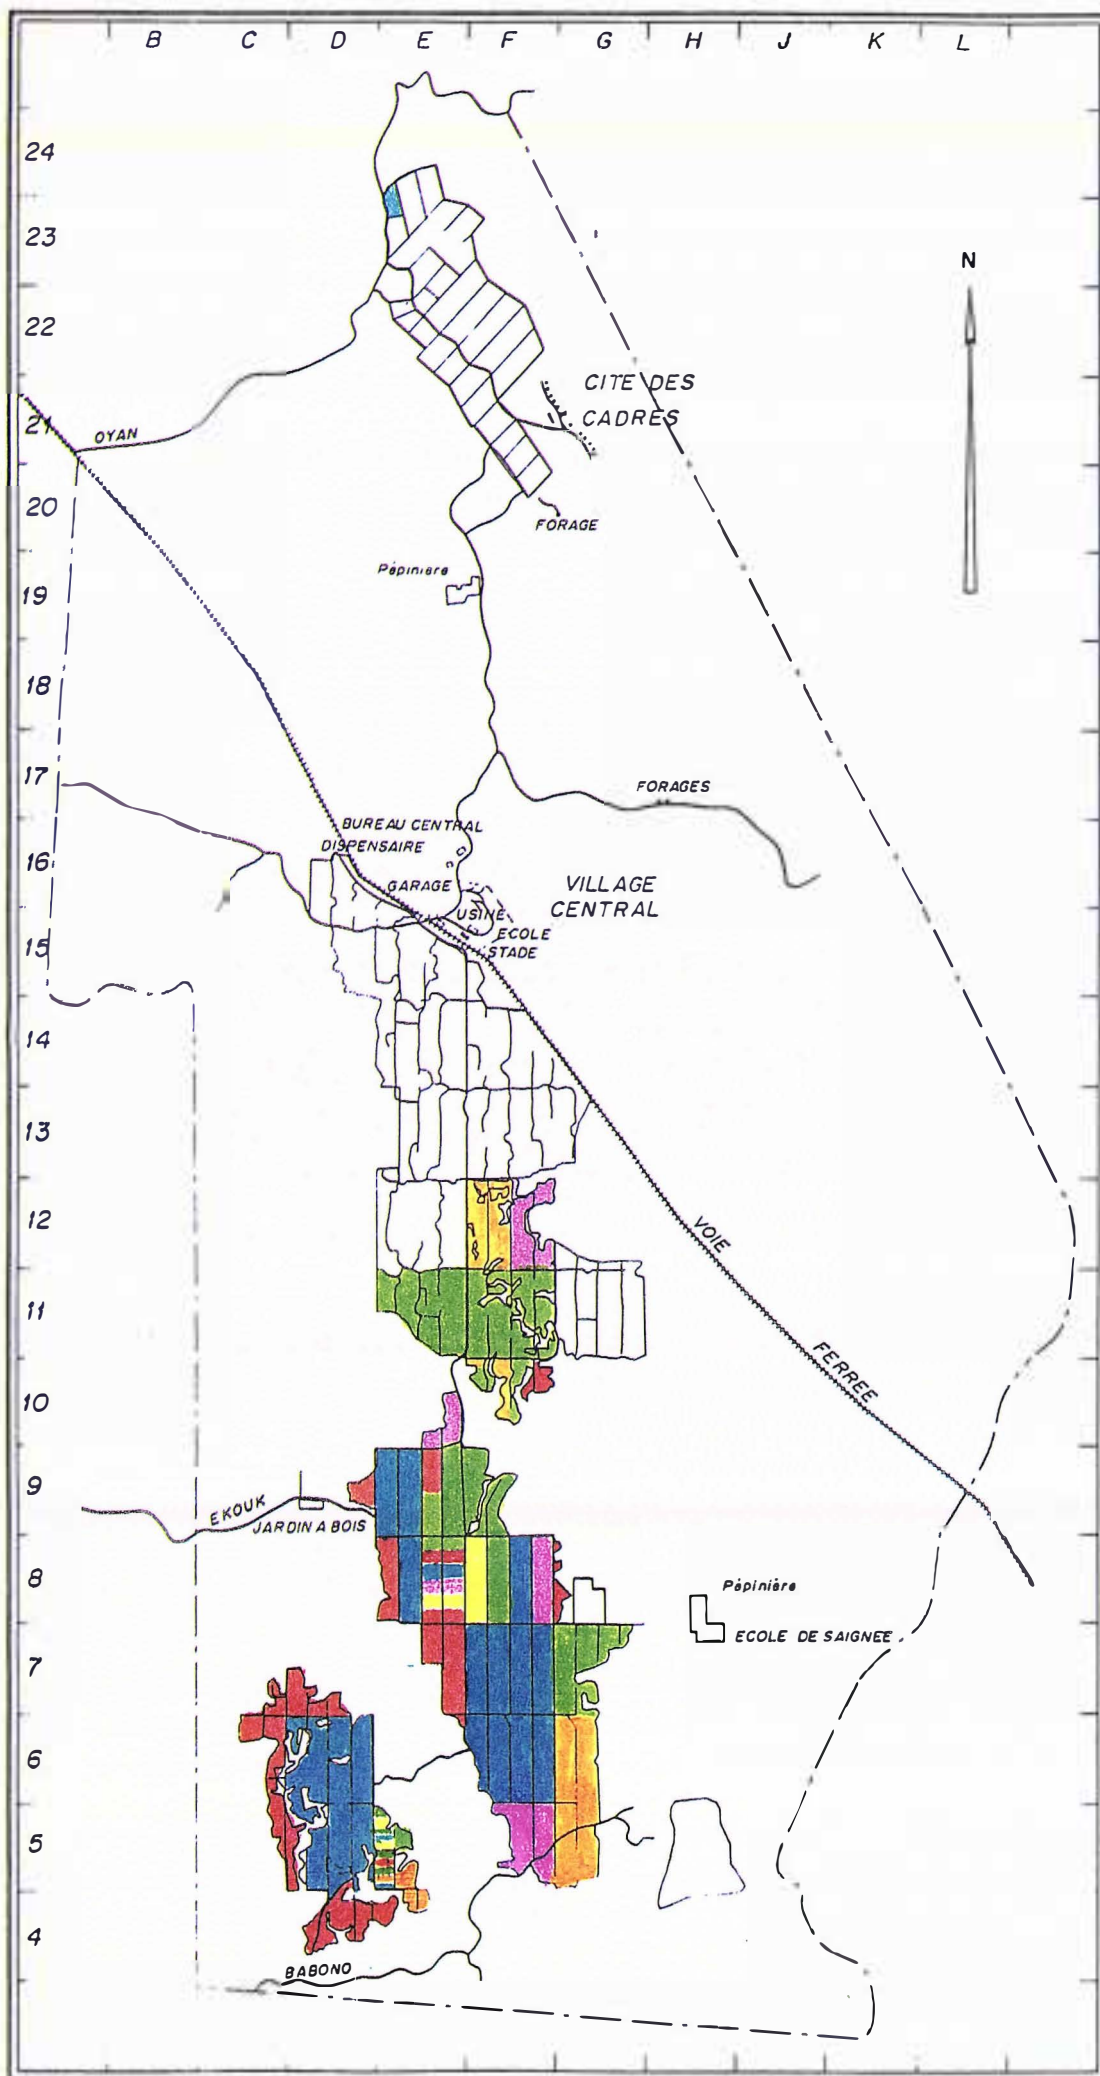 B C D E F G H J K L
24
23
N
22
CITE DES
CADRES
21
OYAN
20
FORAGE
Pépinière
19
18
17
FORAGES
BUREAU CENTRAL
16
DISPENSAIRE
GARAGE
VILLAGE
CENTRAL
USINE
ECOLE
15
STADE
14
13
12
VOIE
11
FERREE
10
9
EKOUK
JARDIN A BOIS
8
Pépinière
ECOLE DE SAIGNEE
7
6
5
4
BABONO